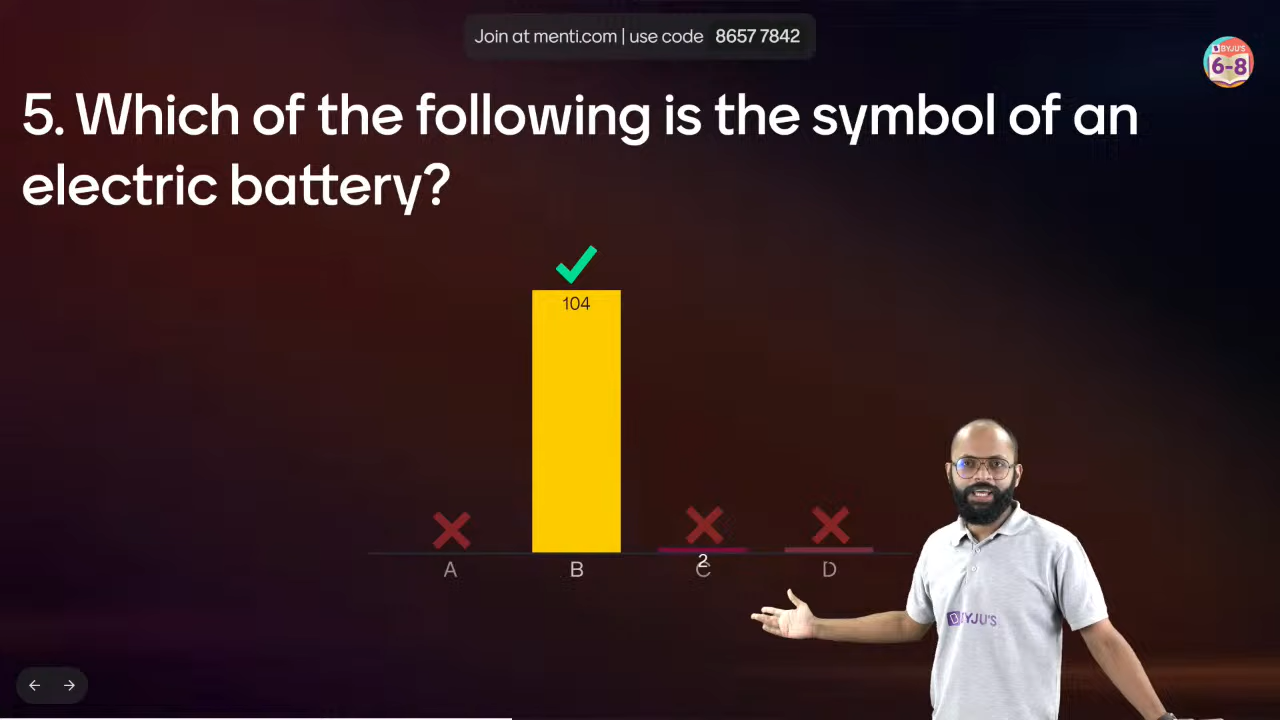 Join at menti.com | use code 8657 7842
BYJU'S
6-8
5. Which of the following is the symbol of an
electric battery?
104
2
A B C D
BYJU'S